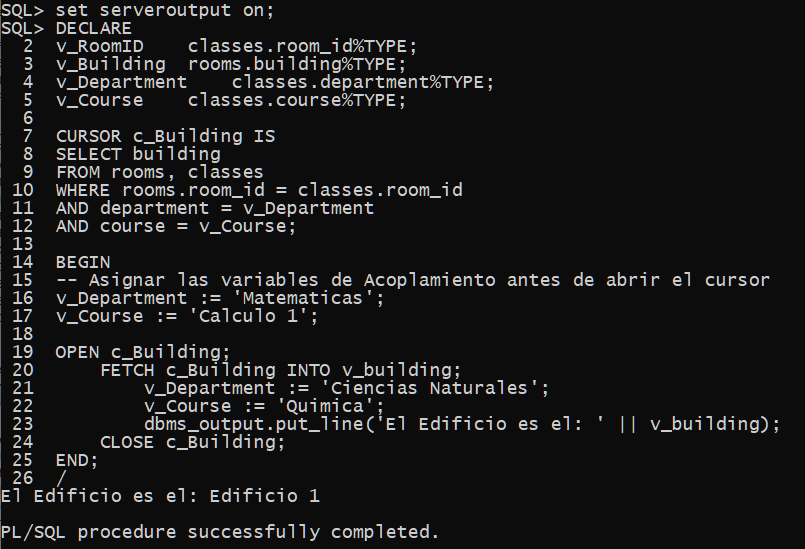 SQL> set serveroutput on;
SQL> DECLARE
  2  v_RoomID    classes.room_id%TYPE;
  3  v_Building  rooms.building%TYPE;
  4  v_Department    classes.department%TYPE;
  5  v_Course    classes.course%TYPE;
  6
  7  CURSOR c_Building IS
  8  SELECT building
  9  FROM rooms, classes
 10  WHERE rooms.room_id = classes.room_id
 11  AND department = v_Department
 12  AND course = v_Course;
 13
 14  BEGIN
 15  -- Asignar las variables de Acoplamiento antes de abrir el cursor
 16  v_Department := 'Matematicas';
 17  v_Course := 'Calculo 1';
 18
 19  OPEN c_Building;
 20      FETCH c_Building INTO v_building;
 21          v_Department := 'Ciencias Naturales';
 22          v_Course := 'Quimica';
 23          dbms_output.put_line('El Edificio es el: ' || v_building);
 24      CLOSE c_Building;
 25  END;
 26  /
El Edificio es el: Edificio 1

PL/SQL procedure successfully completed.